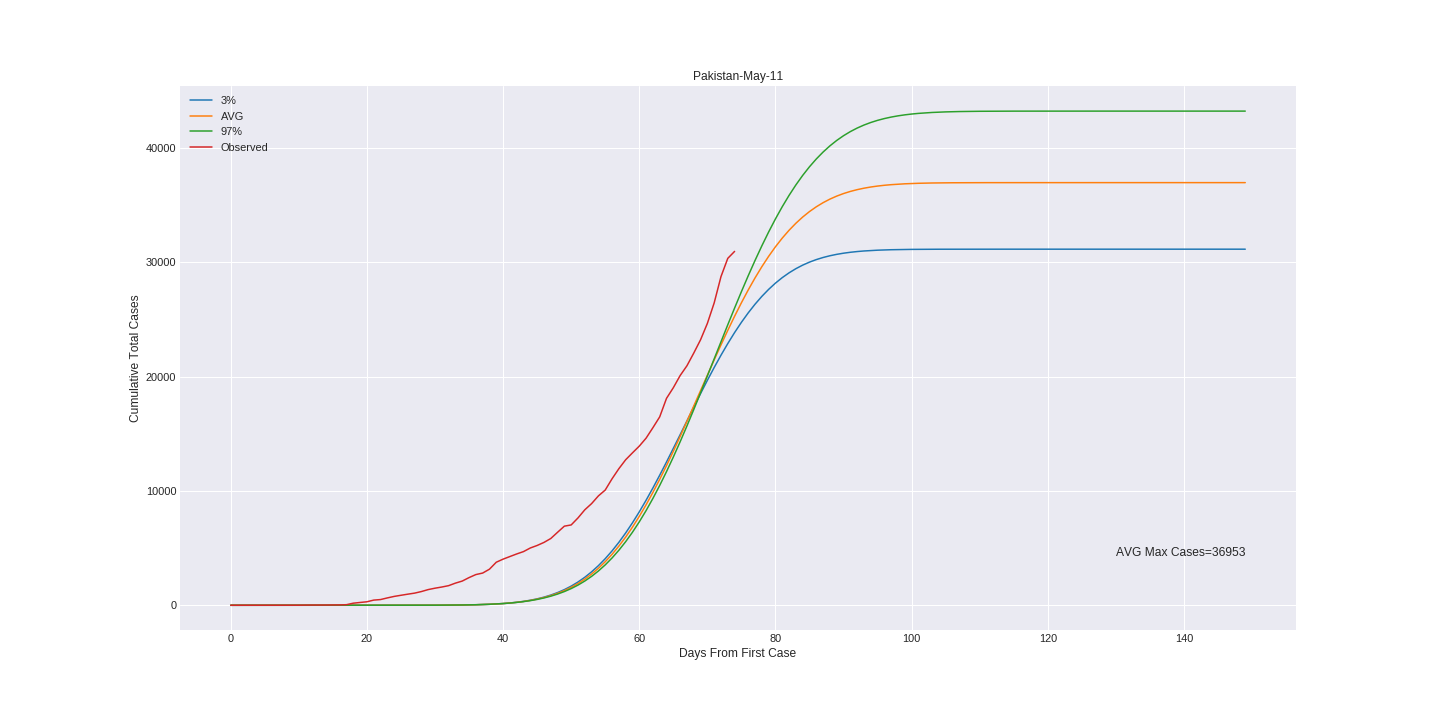 Pakistan-May-11
3%
AVG
97%
Observed
Cumulative Total Cases
40000
30000
20000
10000
0
AVG Max Cases=36953
0 20 40 60 80 100 120 140
Days From First Case